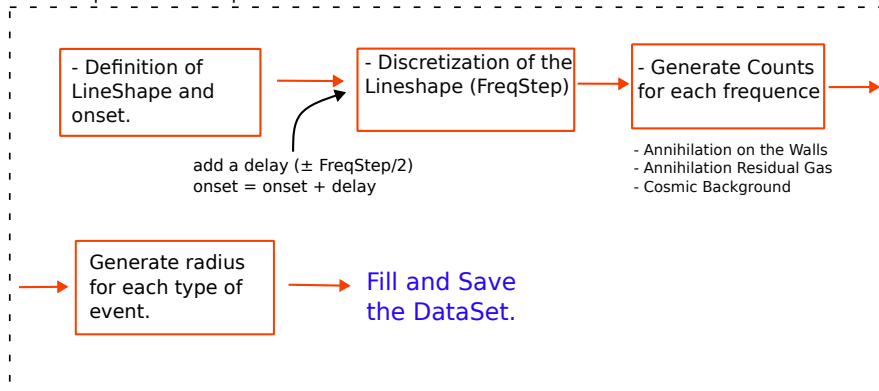 - Definition of
LineShape and
onset.
- Discretization of the
Lineshape (FreqStep)
- Generate Counts
for each frequence
add a delay (± FreqStep/2)
onset = onset + delay
- Annihilation on the Walls
- Annihilation Residual Gas
- Cosmic Background
Generate radius
for each type of
event.
Fill and Save
the DataSet.